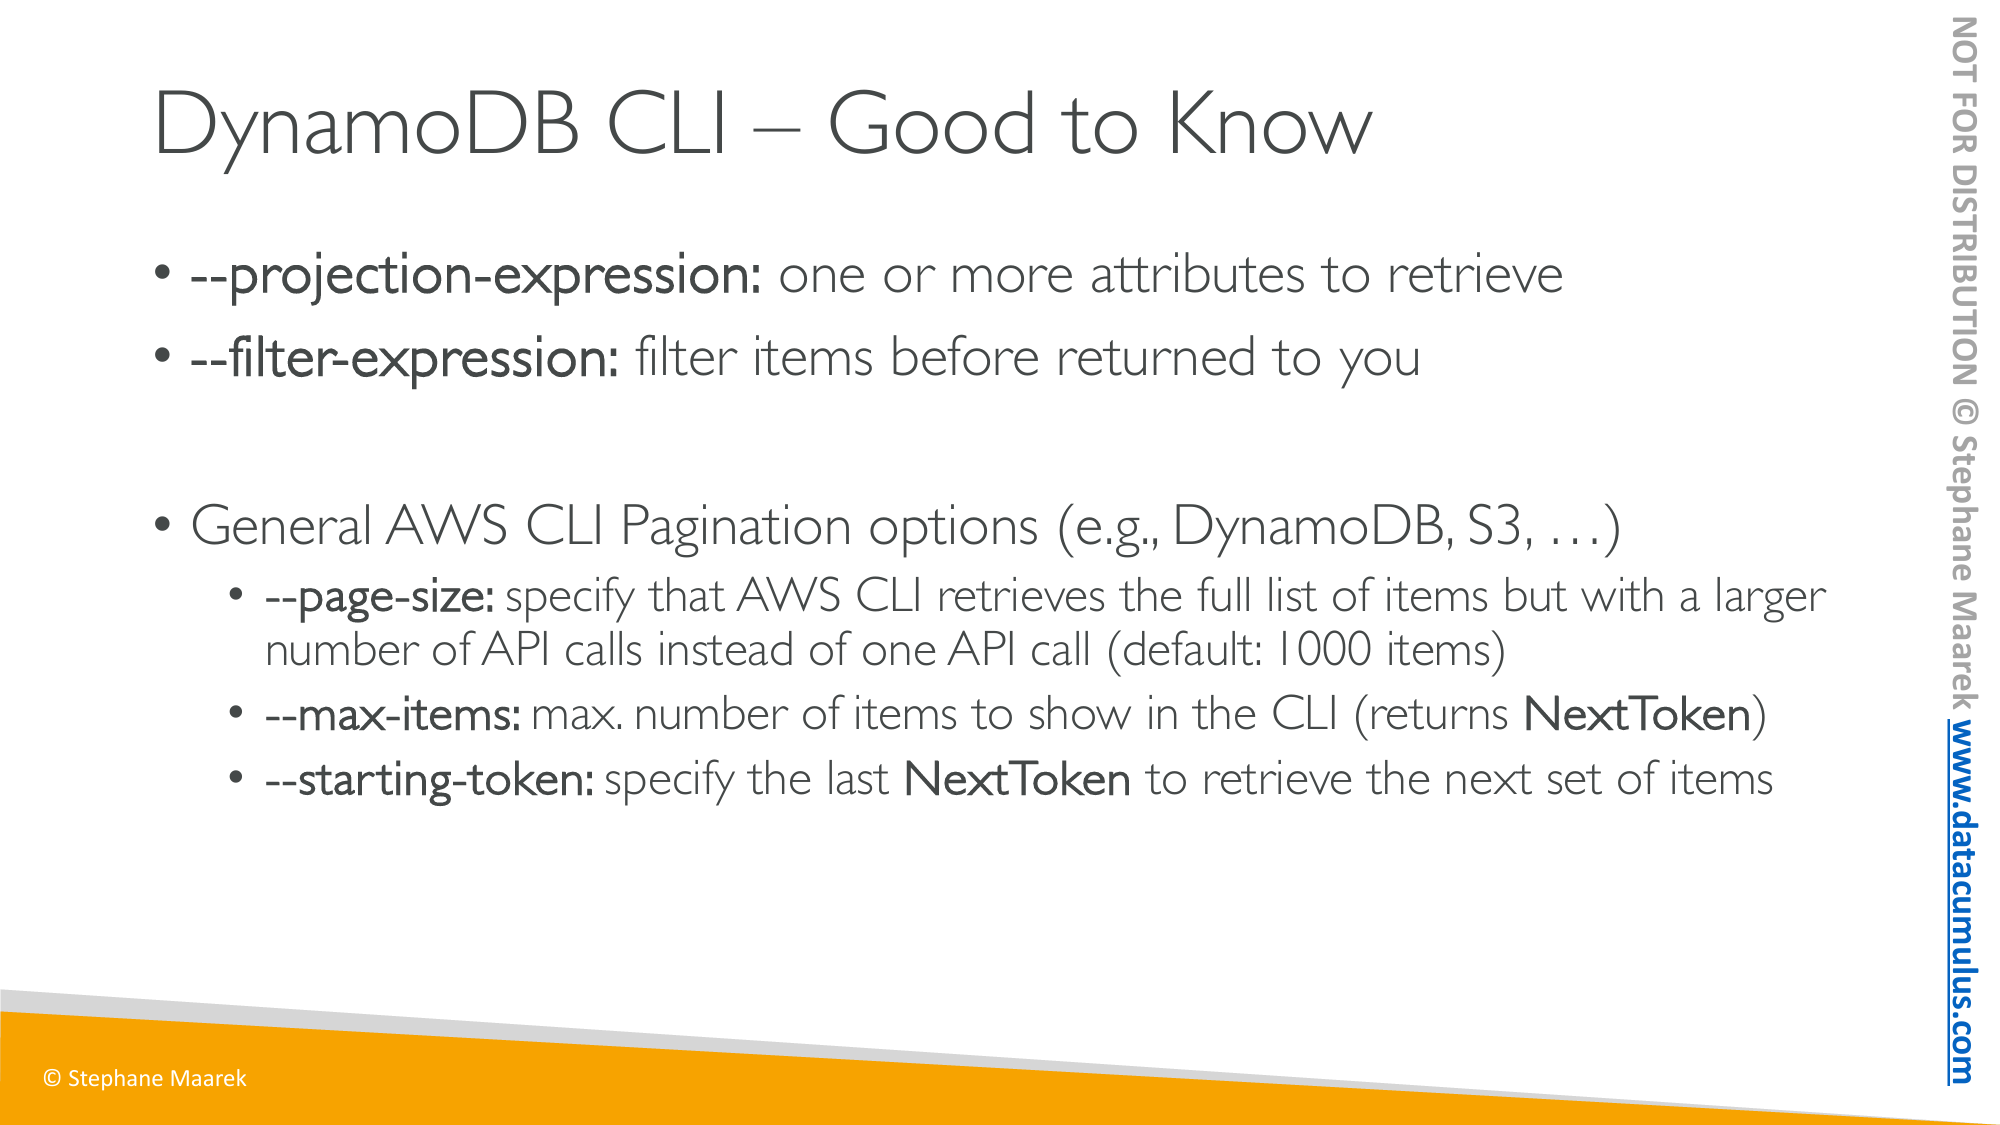 DynamoDB CLI – Good to Know
• --projection-expression: one or more attributes to retrieve
• --filter-expression: filter items before returned to you
• General AWS CLI Pagination options (e.g., DynamoDB, S3, …)
• --page-size: specify that AWS CLI retrieves the full list of items but with a larger
number of API calls instead of one API call (default: 1000 items)
• --max-items: max. number of items to show in the CLI (returns NextToken)
• --starting-token: specify the last NextToken to retrieve the next set of items
© Stephane Maarek
NOT FOR DISTRIBUTION © Stephane Maarek www.datacumulus.com